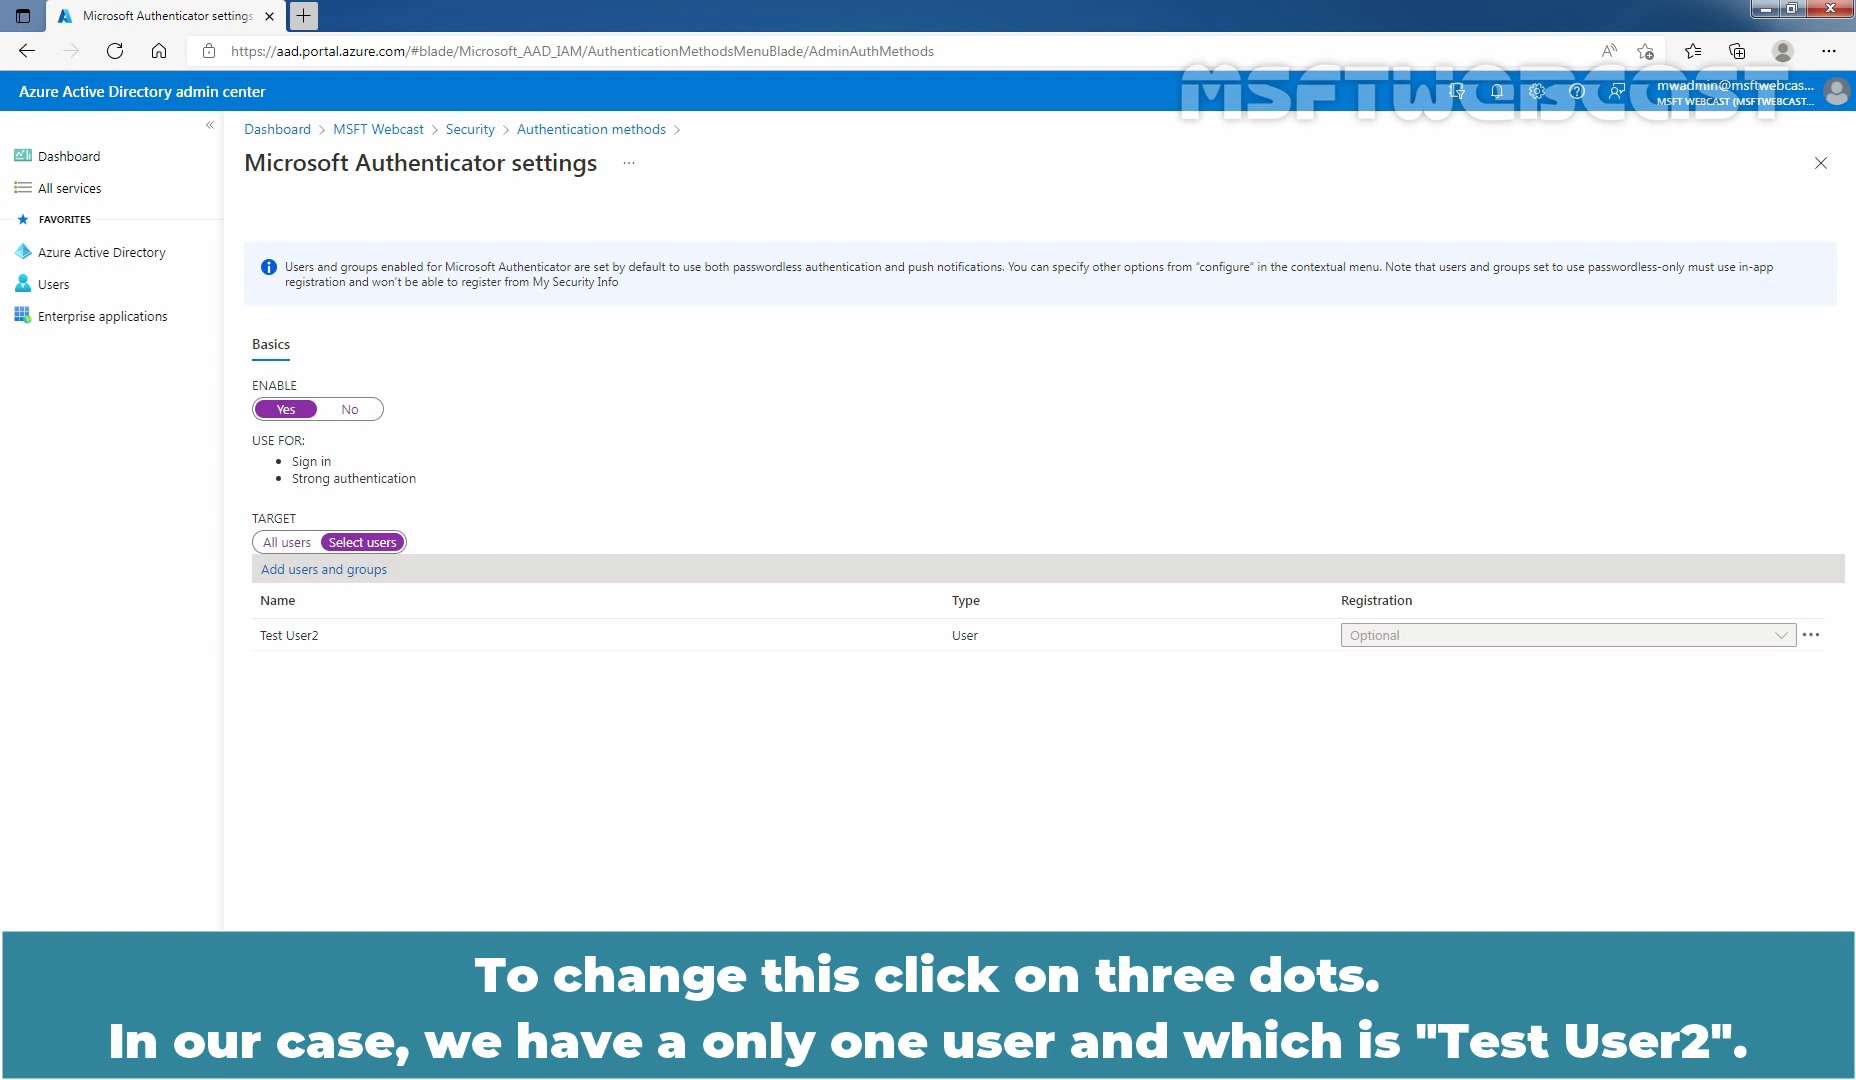 Microsoft Authenticator settings
https://aad.portal.azure.com/#blade/Microsoft_AAD_IAM/AuthenticationMethodsMenuBlade/AdminAuthMethods
Azure Active Directory admin center
MSFTWEBCAST
mwadmin@msftwebcas...
MSFT WEBCAST (MSFTWEBCAST....
Dashboard
All services
FAVORITES
Azure Active Directory
Users
Enterprise applications
Dashboard > MSFT Webcast > Security > Authentication methods >
Microsoft Authenticator settings ...
Users and groups enabled for Microsoft Authenticator are set by default to use both passwordless authentication and push notifications. You can specify other options from "configure" in the contextual menu. Note that users and groups set to use passwordless-only must use in-app
registration and won't be able to register from My Security Info
Basics
ENABLE
Yes No
USE FOR:
• Sign in
• Strong authentication
TARGET
All users Select users
Add users and groups
Name Type Registration
Test User2 User Optional
To change this click on three dots.
In our case, we have a only one user and which is "Test User2".